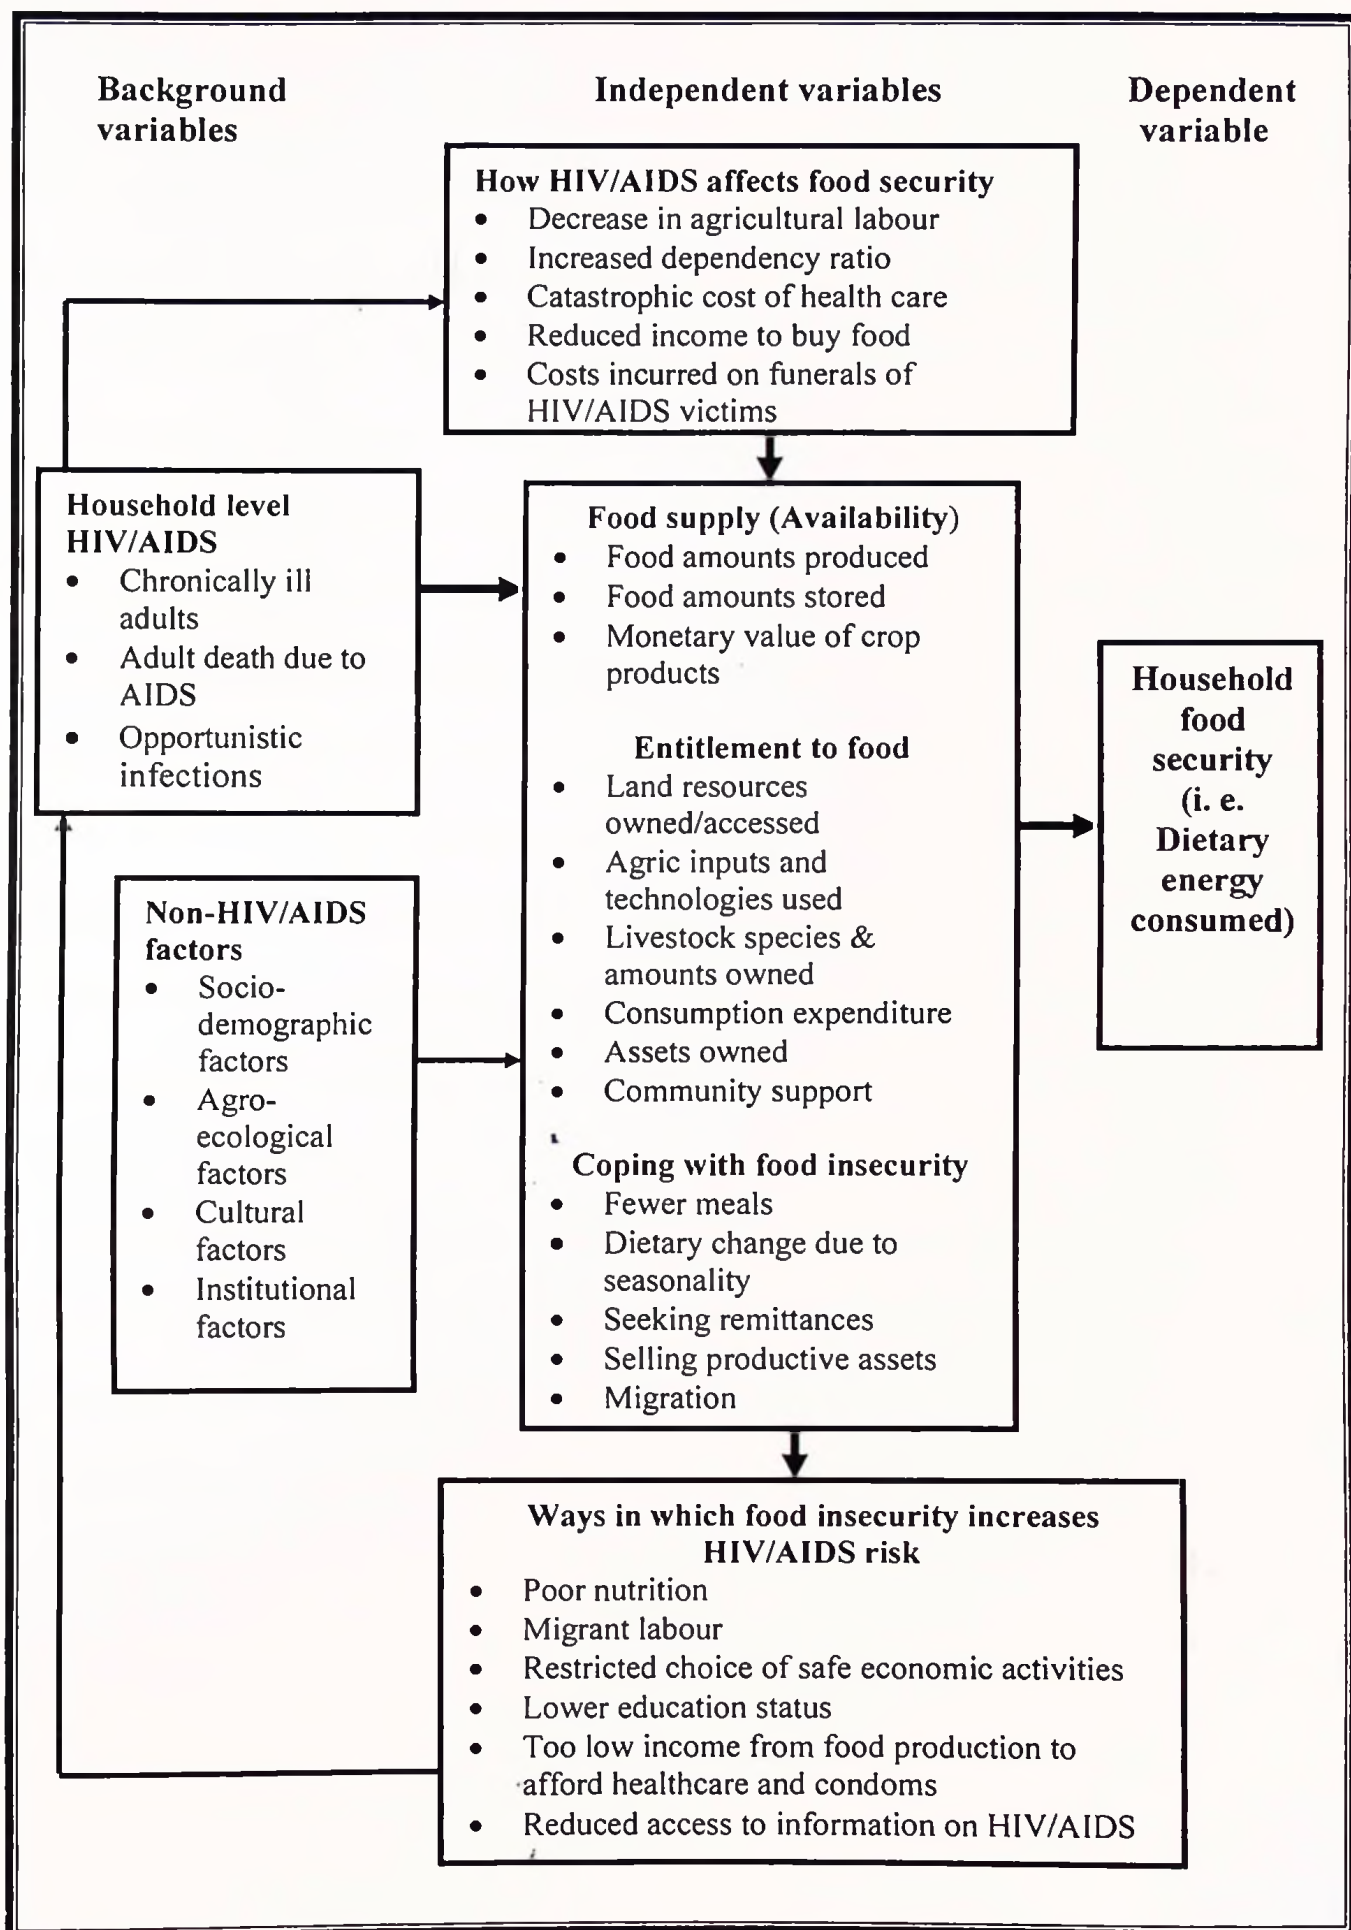 Background
variables
Independent variables
Dependent
variable
How HIV/AIDS affects food security
• Decrease in agricultural labour
• Increased dependency ratio
• Catastrophic cost of health care
• Reduced income to buy food
• Costs incurred on funerals of
HIV/AIDS victims
Household level
HIV/AIDS
• Chronically ill
adults
• Adult death due to
AIDS
• Opportunistic
infections
Non-HIV/AIDS
factors
• Socio-
demographic
factors
• Agro-
ecological
factors
• Cultural
factors
• Institutional
factors
Food supply (Availability)
• Food amounts produced
• Food amounts stored
• Monetary value of crop
products
Entitlement to food
• Land resources
owned/accessed
• Agric inputs and
technologies used
• Livestock species &
amounts owned
• Consumption expenditure
• Assets owned
• Community support
Coping with food insecurity
• Fewer meals
• Dietary change due to
seasonality
• Seeking remittances
• Selling productive assets
• Migration
Household
food
security
(i. e.
Dietary
energy
consumed)
Ways in which food insecurity increases
HIV/AIDS risk
• Poor nutrition
• Migrant labour
• Restricted choice of safe economic activities
• Lower education status
• Too low income from food production to
afford healthcare and condoms
• Reduced access to information on HIV/AIDS